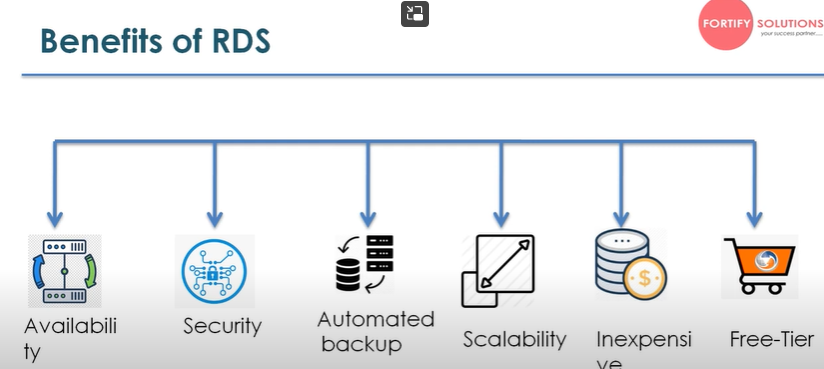 Benefits of RDS
FORTIFY SOLUTIONS
your success partner....
Availabili
ty
Security
Automated
backup
Scalability
Inexpensi
ve
Free-Tier
$